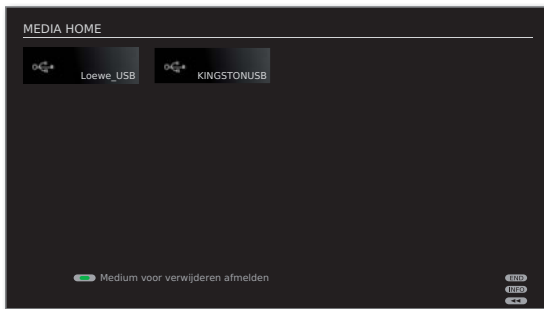 MEDIA HOME
Loewe_USB
KINGSTONUSB
Medium voor verwijderen afmelden
END
INFO